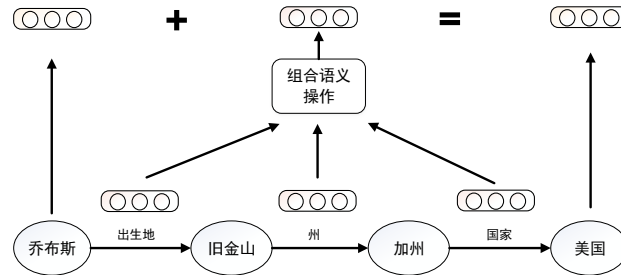 +
=
组合语义
操作
乔布斯
出生地
旧金山
州
加州
国家
美国